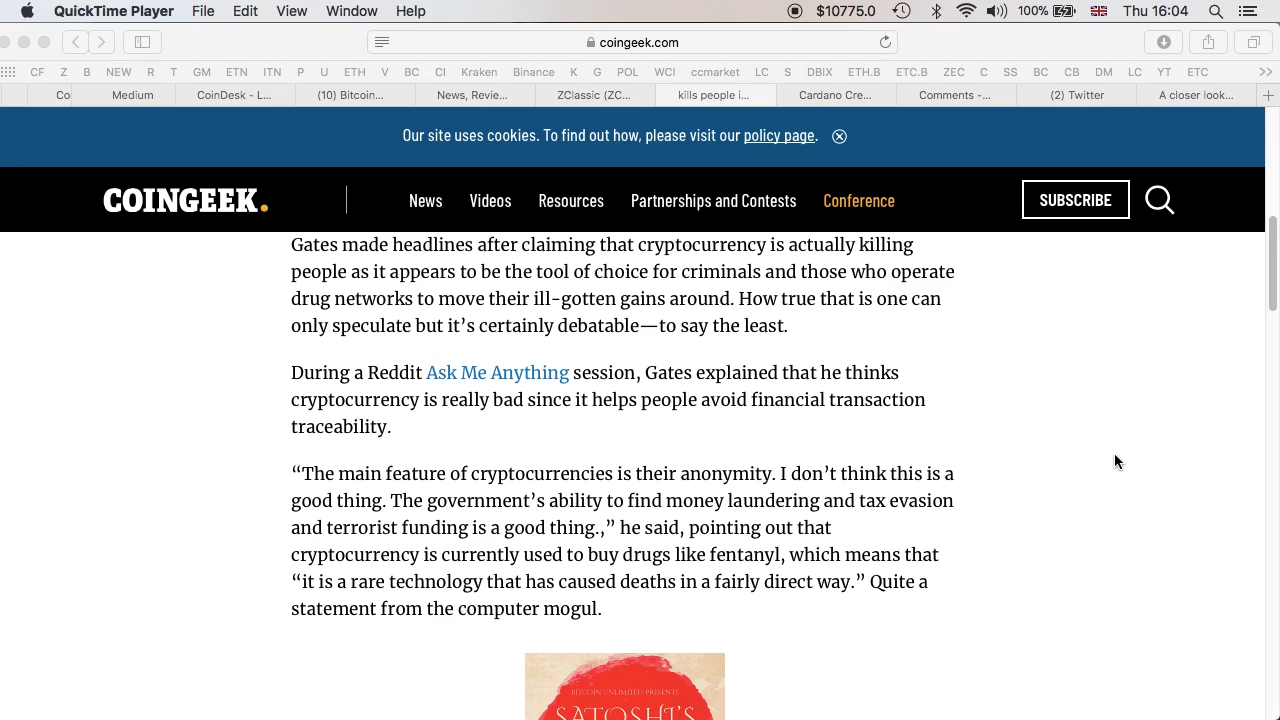 QuickTime Player File Edit View Window Help $10775.0 100% Thu 16:04
coingeek.com
CF Z B NEW R T GM ETN ITN P U ETH V BC CI Kraken Binance K G POL WCI ccmarket LC S DBIX ETH.B ETC.B ZEC C SS BC CB DM LC YT ETC >>
Co Medium CoinDesk - L... (10) Bitcoin... News, Revie... ZClassic (ZC... kills people i... Cardano Cre... Comments -... (2) Twitter A closer look... +
Our site uses cookies. To find out how, please visit our policy page.
COINGEEK. News Videos Resources Partnerships and Contests Conference SUBSCRIBE
Gates made headlines after claiming that cryptocurrency is actually killing
people as it appears to be the tool of choice for criminals and those who operate
drug networks to move their ill-gotten gains around. How true that is one can
only speculate but it’s certainly debatable—to say the least.
During a Reddit Ask Me Anything session, Gates explained that he thinks
cryptocurrency is really bad since it helps people avoid financial transaction
traceability.
“The main feature of cryptocurrencies is their anonymity. I don’t think this is a
good thing. The government’s ability to find money laundering and tax evasion
and terrorist funding is a good thing.,” he said, pointing out that
cryptocurrency is currently used to buy drugs like fentanyl, which means that
“it is a rare technology that has caused deaths in a fairly direct way.” Quite a
statement from the computer mogul.
BITCOIN UNLIMITED PRESENTS
SATOSHI'S